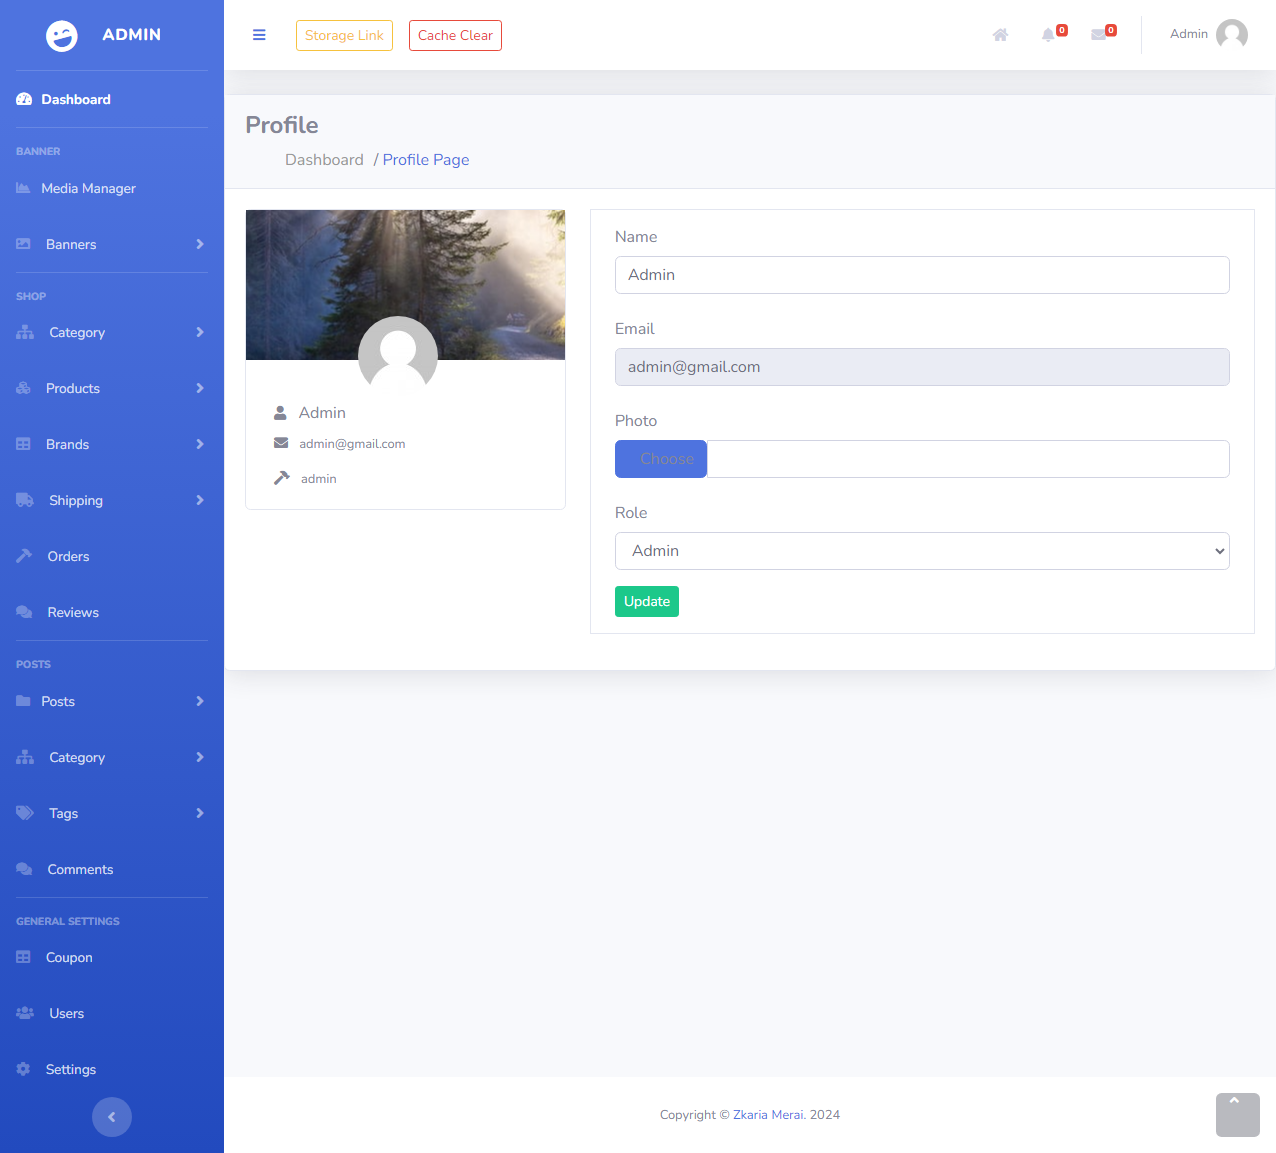 ADMIN
Dashboard
BANNER
Media Manager
Banners
SHOP
Category
Products
Brands
Shipping
Orders
Reviews
POSTS
Posts
Category
Tags
Comments
GENERAL SETTINGS
Coupon
Users
Settings
Storage Link
Cache Clear
0
0
Admin
Profile
Dashboard / Profile Page
Admin
admin@gmail.com
admin
Name
Admin
Email
admin@gmail.com
Photo
Choose
Role
Admin
Update
Copyright © Zkaria Merai. 2024